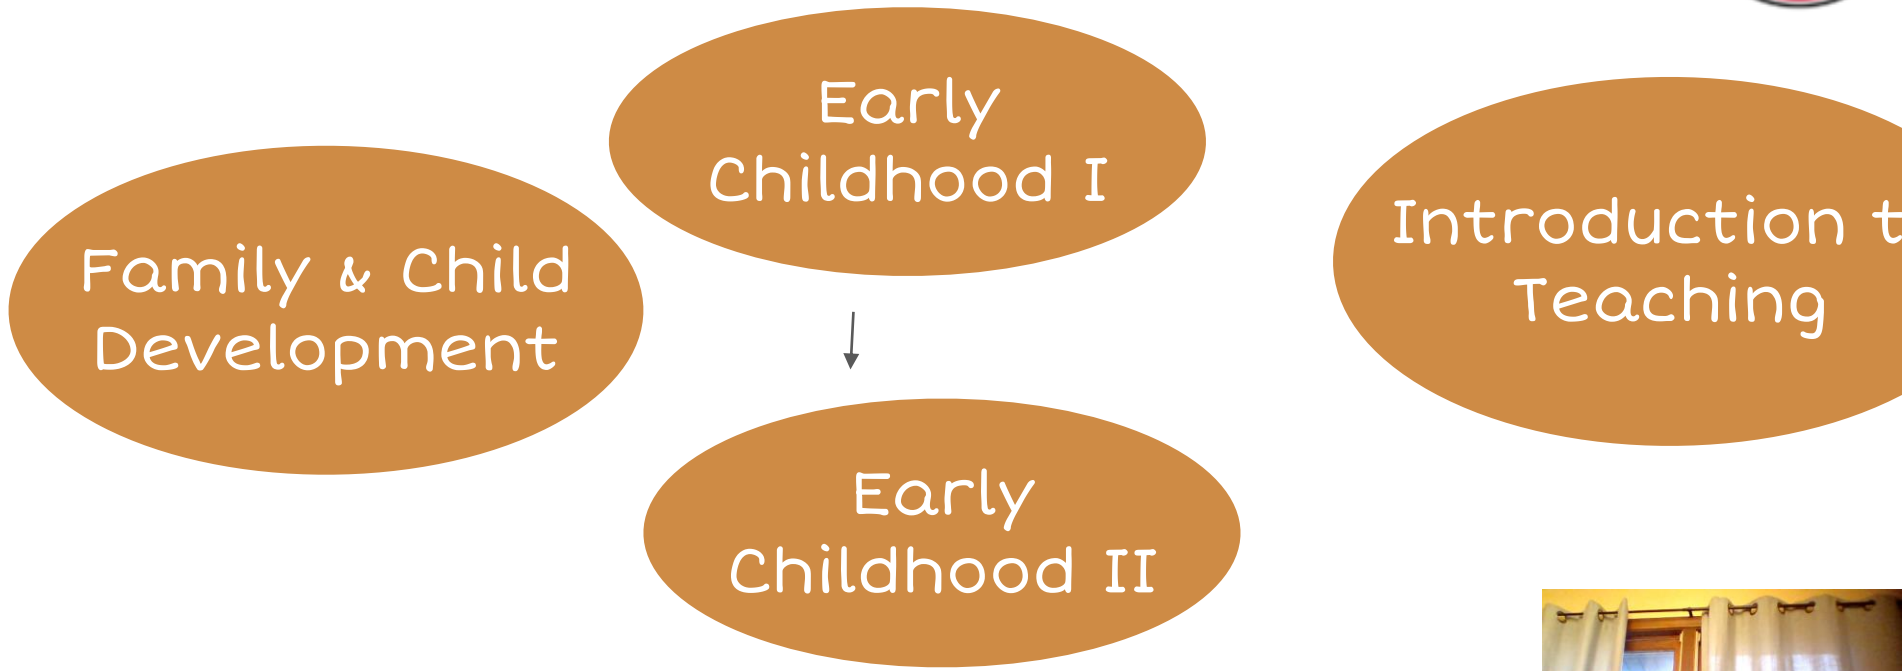 Family & Child
Development
Early
Childhood I
Early
Childhood II
Introduction t
Teaching